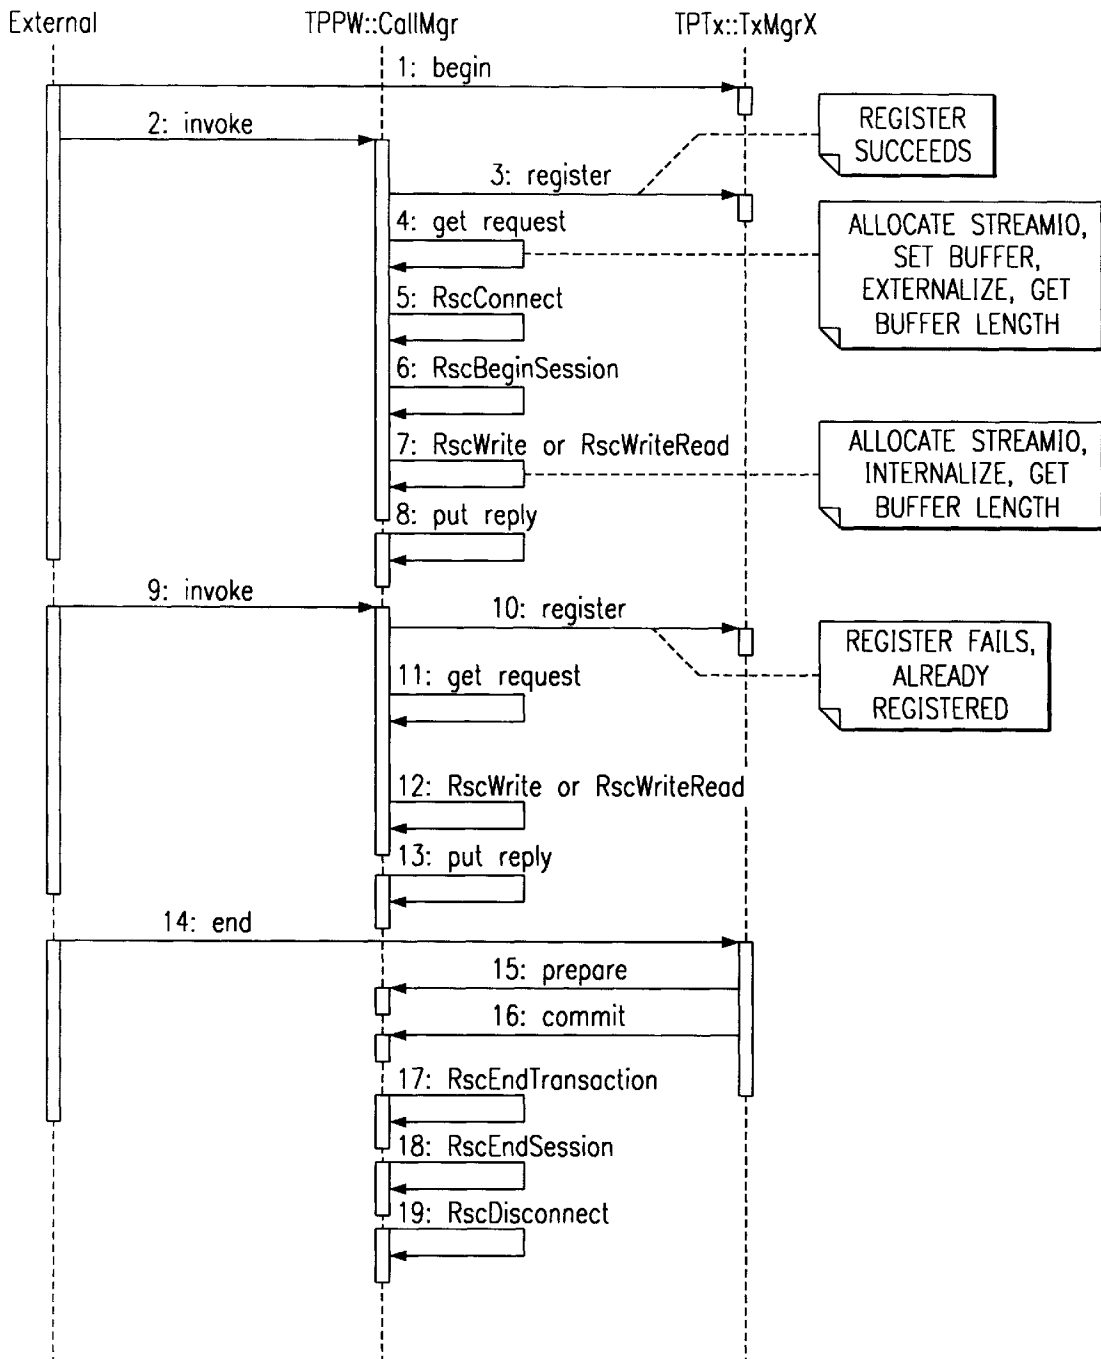 External
TPPW::CallMgr
TPTx::TxMgrX
1: begin
2: invoke
REGISTER
SUCCEEDS
3: register
4: get request
ALLOCATE STREAMIO,
SET BUFFER,
EXTERNALIZE, GET
BUFFER LENGTH
5: RscConnect
6: RscBeginSession
7: RscWrite or RscWriteRead
ALLOCATE STREAMIO,
INTERNALIZE, GET
BUFFER LENGTH
8: put reply
9: invoke
10: register
REGISTER FAILS,
ALREADY
REGISTERED
11: get request
12: RscWrite or RscWriteRead
13: put reply
14: end
15: prepare
16: commit
17: RscEndTransaction
18: RscEndSession
19: RscDisconnect